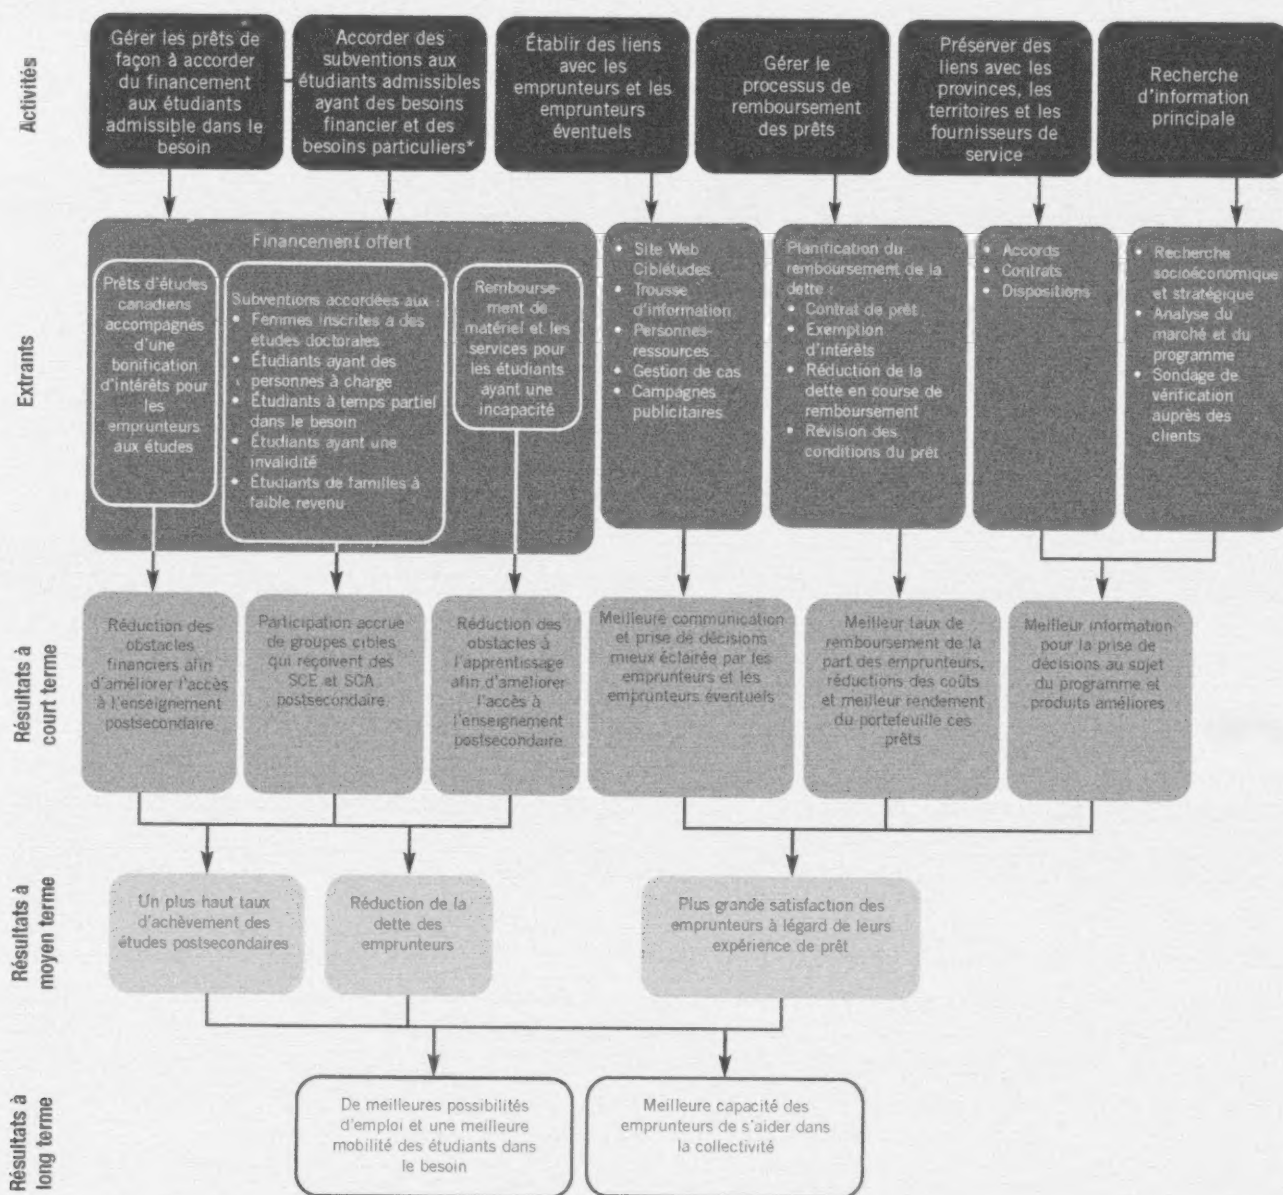 Activités
Gérer les prêts de
façon à accorder
du financement
aux étudiants
admissible dans le
besoin
Accorder des
subventions aux
étudiants admissibles
ayant des besoins
financier et des
besoins particuliers*
Établir des liens
avec les
emprunteurs et les
emprunteurs
éventuels
Gérer le
processus de
remboursement
des prêts
Préserver des
liens avec les
provinces, les
territoires et les
fournisseurs de
service
Recherche
d'information
principale
Extrants
Financement offert
Prêts d'études
canadiens
accompagnés
d'une
bonification
d'intérêts pour
les
emprunteurs
aux études
Subventions accordées aux :
• Femmes inscrites a des
études doctorales
• Étudiants ayant des
personnes à charge
• Étudiants à temps partiel
dans le besoin
• Étudiants ayant une
invalidité
• Étudiants de familles à
faible revenu
Rembourse-
ment de
matériel et les
services pour
les étudiants
ayant une
incapacité
• Site Web
Ciblétudes
• Trousse
d'information
• Personnes-
ressources
• Gestion de cas
• Campagnes
publicitaires
Planification du
remboursement de la
dette :
• Contrat de prêt
• Exemption
d'intérêts
• Réduction de la
dette en course de
remboursement
• Révision des
conditions du prêt
• Accords
• Contrats
• Dispositions
• Recherche
socioéconomique
et stratégique
• Analyse du
marché et du
programme
• Sondage de
vérification
auprès des
clients
Résultats à
court terme
Réduction des
obstacles
financiers afin
d'améliorer l'accès
à l'enseignement
postsecondaire
Participation accrue
de groupes cibles
qui reçoivent des
SCE et SCA
postsecondaire
Réduction des
obstacles à
l'apprentissage
afin d'améliorer
l'accès à
l'enseignement
postsecondaire
Meilleure communication
et prise de décisions
mieux éclairée par les
emprunteurs et les
emprunteurs éventuels
Meilleur taux de
remboursement de la
part des emprunteurs,
réductions des coûts
et meilleur rendement
du portefeuille ces
prêts
Meilleur information
pour la prise de
décisions au sujet
du programme et
produits améliores
Résultats à
moyen terme
Un plus haut taux
d'achèvement des
études postsecondaires
Réduction de la
dette des
emprunteurs
Plus grande satisfaction des
emprunteurs à légard de leurs
expérience de prêt
Résultats à
long terme
De meilleures possibilités
d'emploi et une meilleure
mobilité des étudiants dans
le besoin
Meilleure capacité des
emprunteurs de s'aider dans
la collectivité